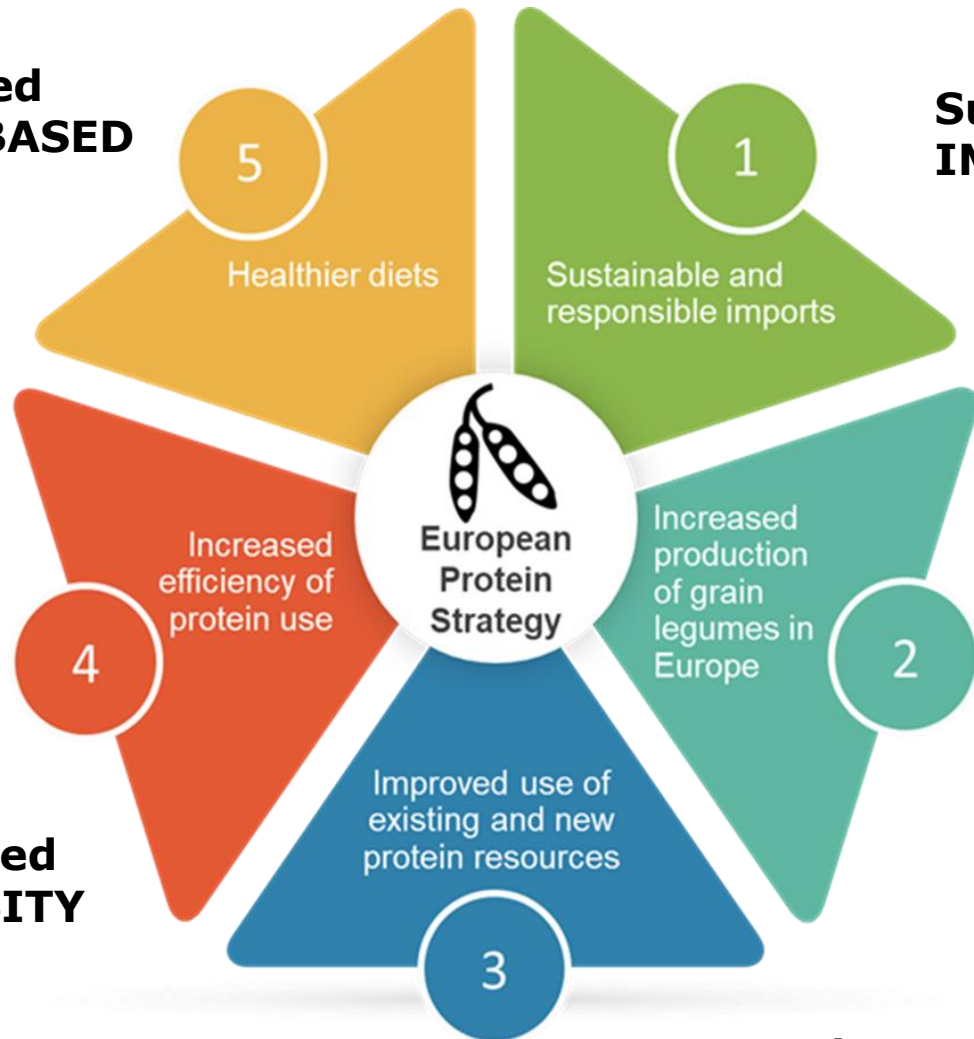 ed
BASED
5
Healthier diets
1
Sustainable and
responsible imports
European
Protein
Strategy
Increased
production
of grain
legumes in
Europe
2
Increased
efficiency of
protein use
4
Improved use of
existing and new
protein resources
3
ed
SITY